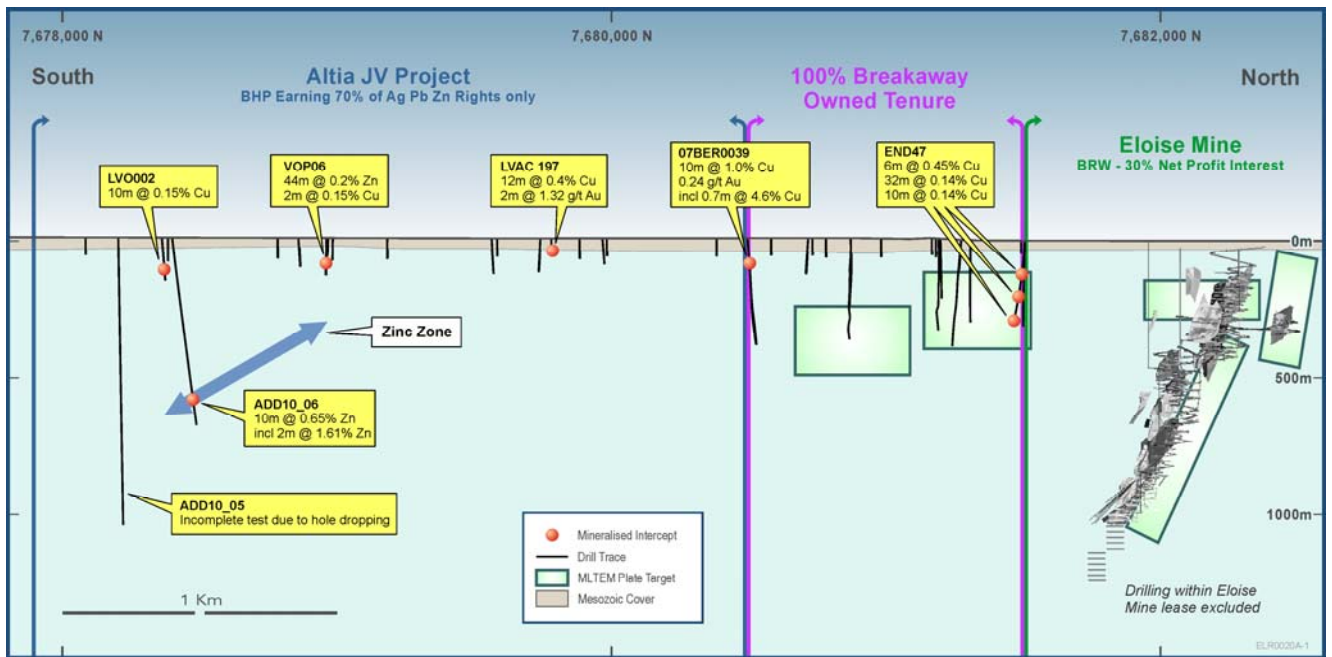 7,678,000 N
7,680,000 N
7,682,000 N
South
Altia JV Project
BHP Earning 70% of Ag Pb Zn Rights only
100% Breakaway
Owned Tenure
North
Eloise Mine
BRW - 30% Net Profit Interest
LVO002
10m @ 0.15% Cu
VOP06
44m @ 0.2% Zn
2m @ 0.15% Cu
LVAC 197
12m @ 0.4% Cu
2m @ 1.32 g/t Au
07BER0039
10m @ 1.0% Cu
0.24 g/t Au
incl 0.7m @ 4.6% Cu
END47
6m @ 0.45% Cu
32m @ 0.14% Cu
10m @ 0.14% Cu
0m
Zinc Zone
500m
ADD10_06
10m @ 0.65% Zn
incl 2m @ 1.61% Zn
ADD10_05
Incomplete test due to hole dropping
1000m
Mineralised Intercept
Drill Trace
MLTEM Plate Target
Mesozoic Cover
1 Km
Drilling within Eloise
Mine lease excluded
ELR0020A-1